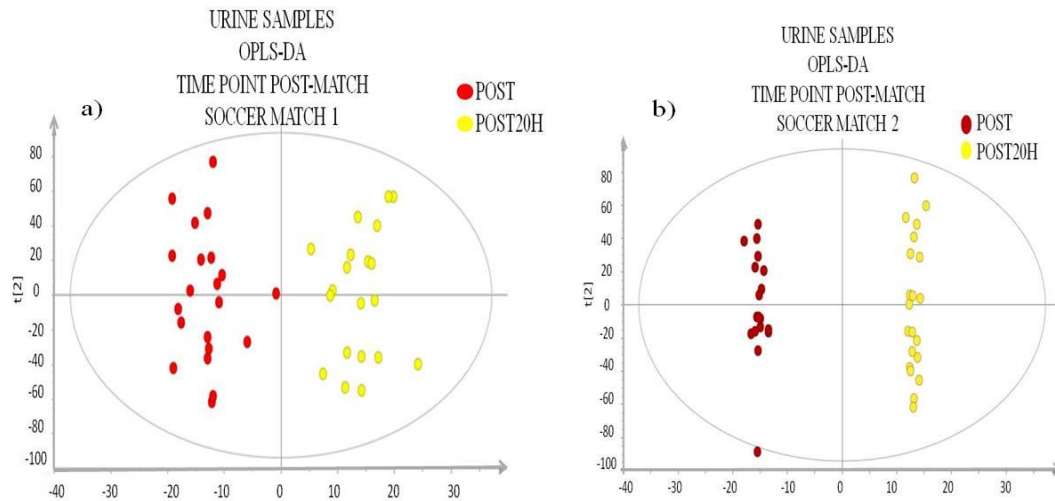 URINE SAMPLES
OPLS-DA
TIME POINT POST-MATCH
SOCCER MATCH 1
a)
POST
POST20H
80
60
40
20
0
-20
-40
-60
-80
-100
t[2]
-40 -30 -20 -10 0 10 20 30
URINE SAMPLES
OPLS-DA
TIME POINT POST-MATCH
SOCCER MATCH 2
b)
POST
POST20H
80
60
40
20
0
-20
-40
-60
-80
-100
t[2]
-40 -30 -20 -10 0 10 20 30 40